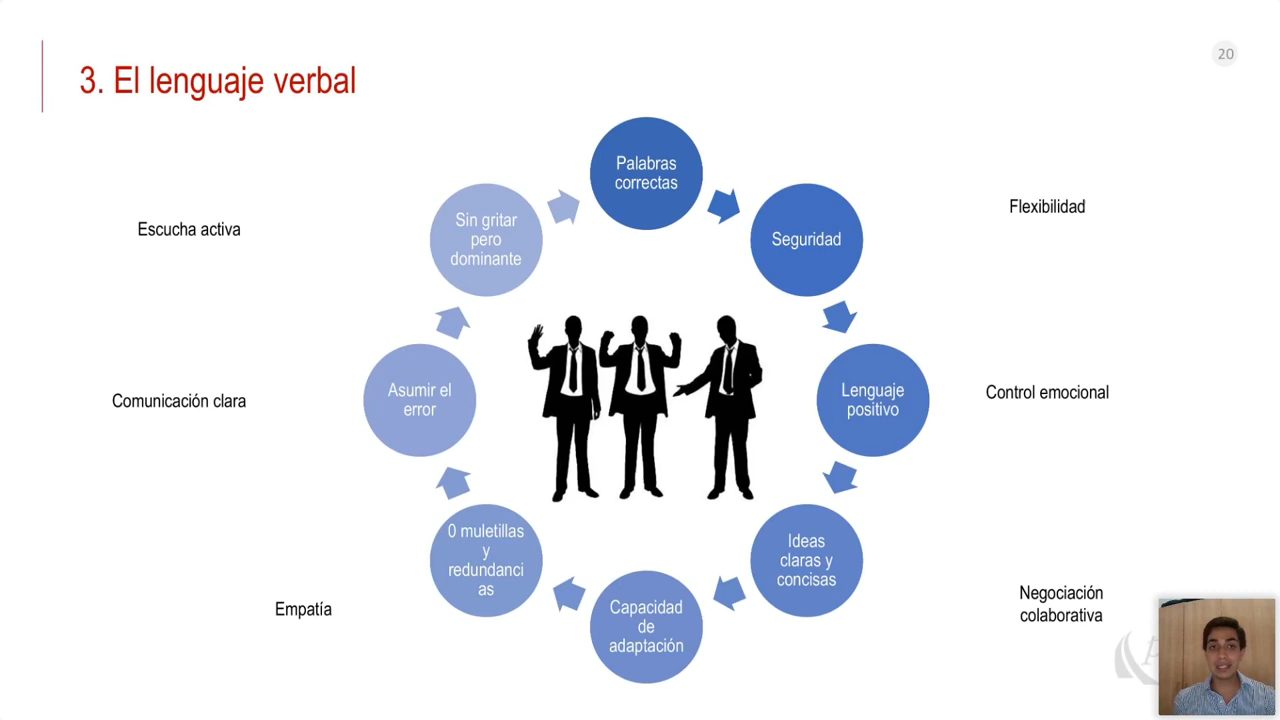 20
3. El lenguaje verbal
Palabras
correctas
Seguridad
Lenguaje
positivo
Ideas
claras y
concisas
Capacidad
de
adaptación
0 muletillas
y
redundanci
as
Asumir el
error
Sin gritar
pero
dominante
Escucha activa
Comunicación clara
Empatía
Flexibilidad
Control emocional
Negociación
colaborativa